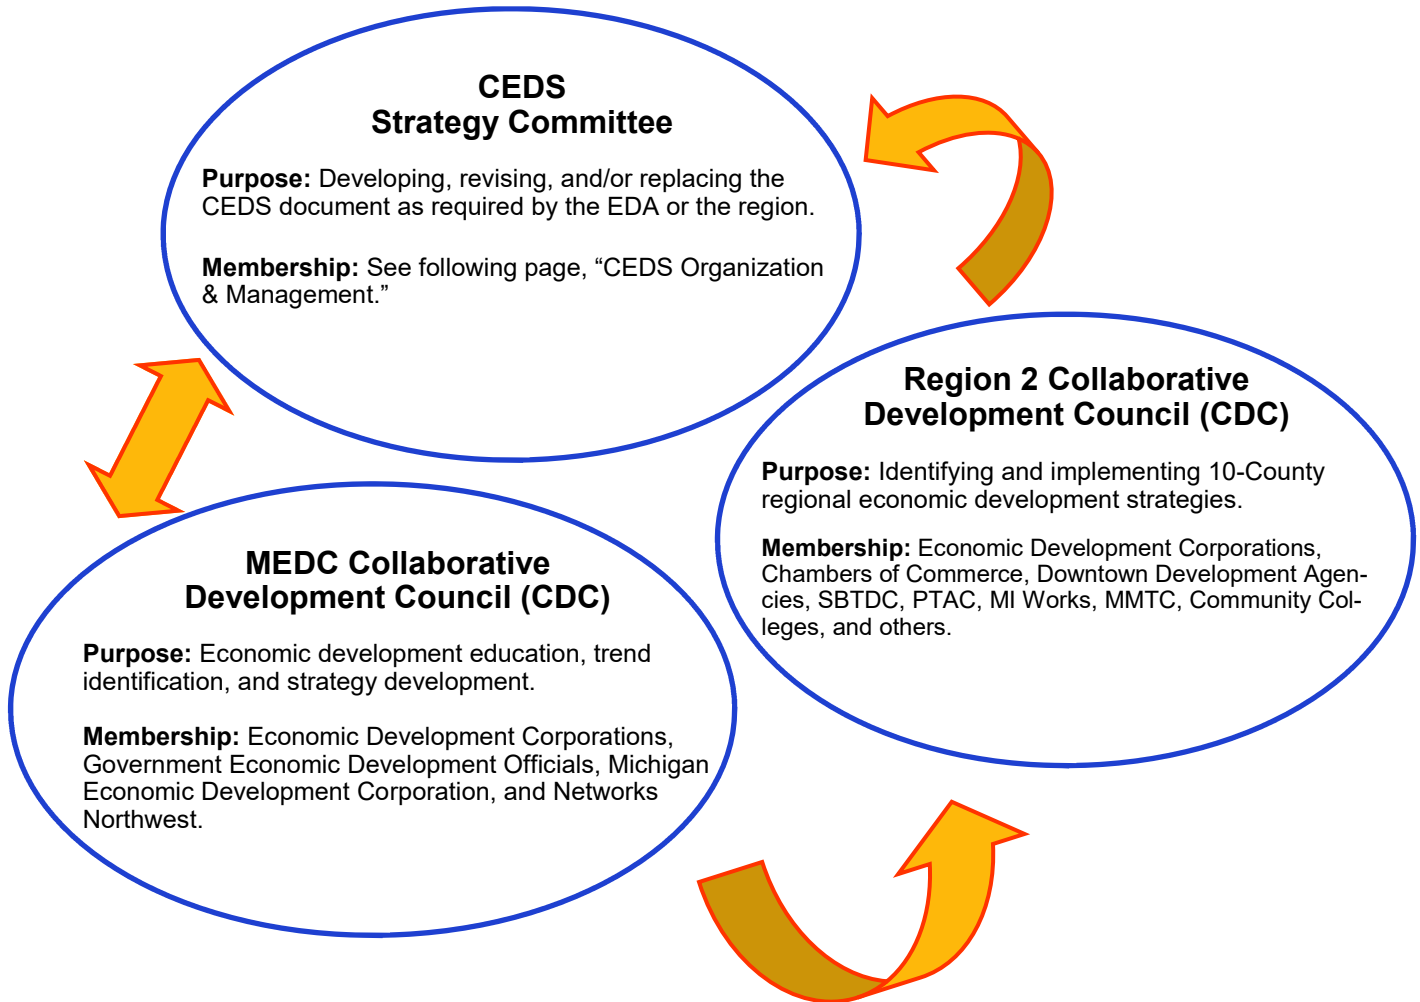 CEDS
Strategy Committee
Purpose: Developing, revising, and/or replacing the
CEDS document as required by the EDA or the region.
Membership: See following page, “CEDS Organization
& Management.”
Region 2 Collaborative
Development Council (CDC)
Purpose: Identifying and implementing 10-County
regional economic development strategies.
Membership: Economic Development Corporations,
Chambers of Commerce, Downtown Development Agen-
cies, SBTDC, PTAC, MI Works, MMTC, Community Col-
leges, and others.
MEDC Collaborative
Development Council (CDC)
Purpose: Economic development education, trend
identification, and strategy development.
Membership: Economic Development Corporations,
Government Economic Development Officials, Michigan
Economic Development Corporation, and Networks
Northwest.